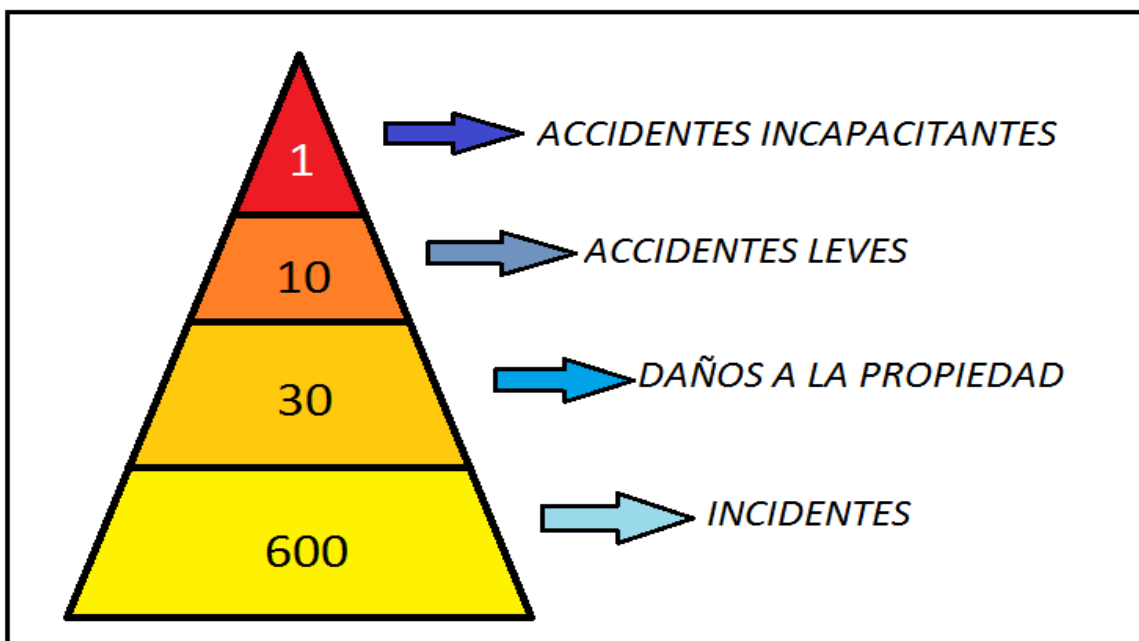 1
ACCIDENTES INCAPACITANTES
10
ACCIDENTES LEVES
30
DAÑOS A LA PROPIEDAD
600
INCIDENTES